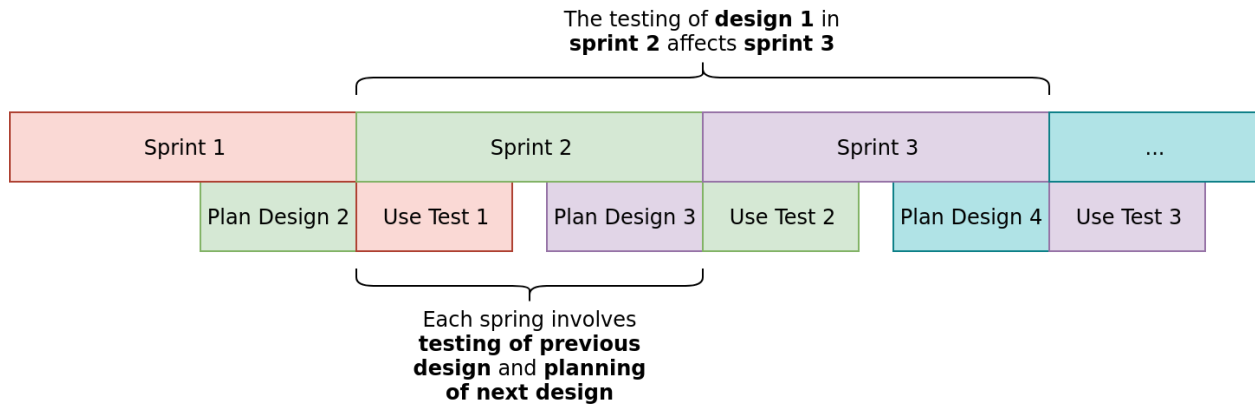 The testing of design 1 in
sprint 2 affects sprint 3
Sprint 1
Sprint 2
Sprint 3
...
Plan Design 2
Use Test 1
Plan Design 3
Use Test 2
Plan Design 4
Use Test 3
Each spring involves
testing of previous
design and planning
of next design